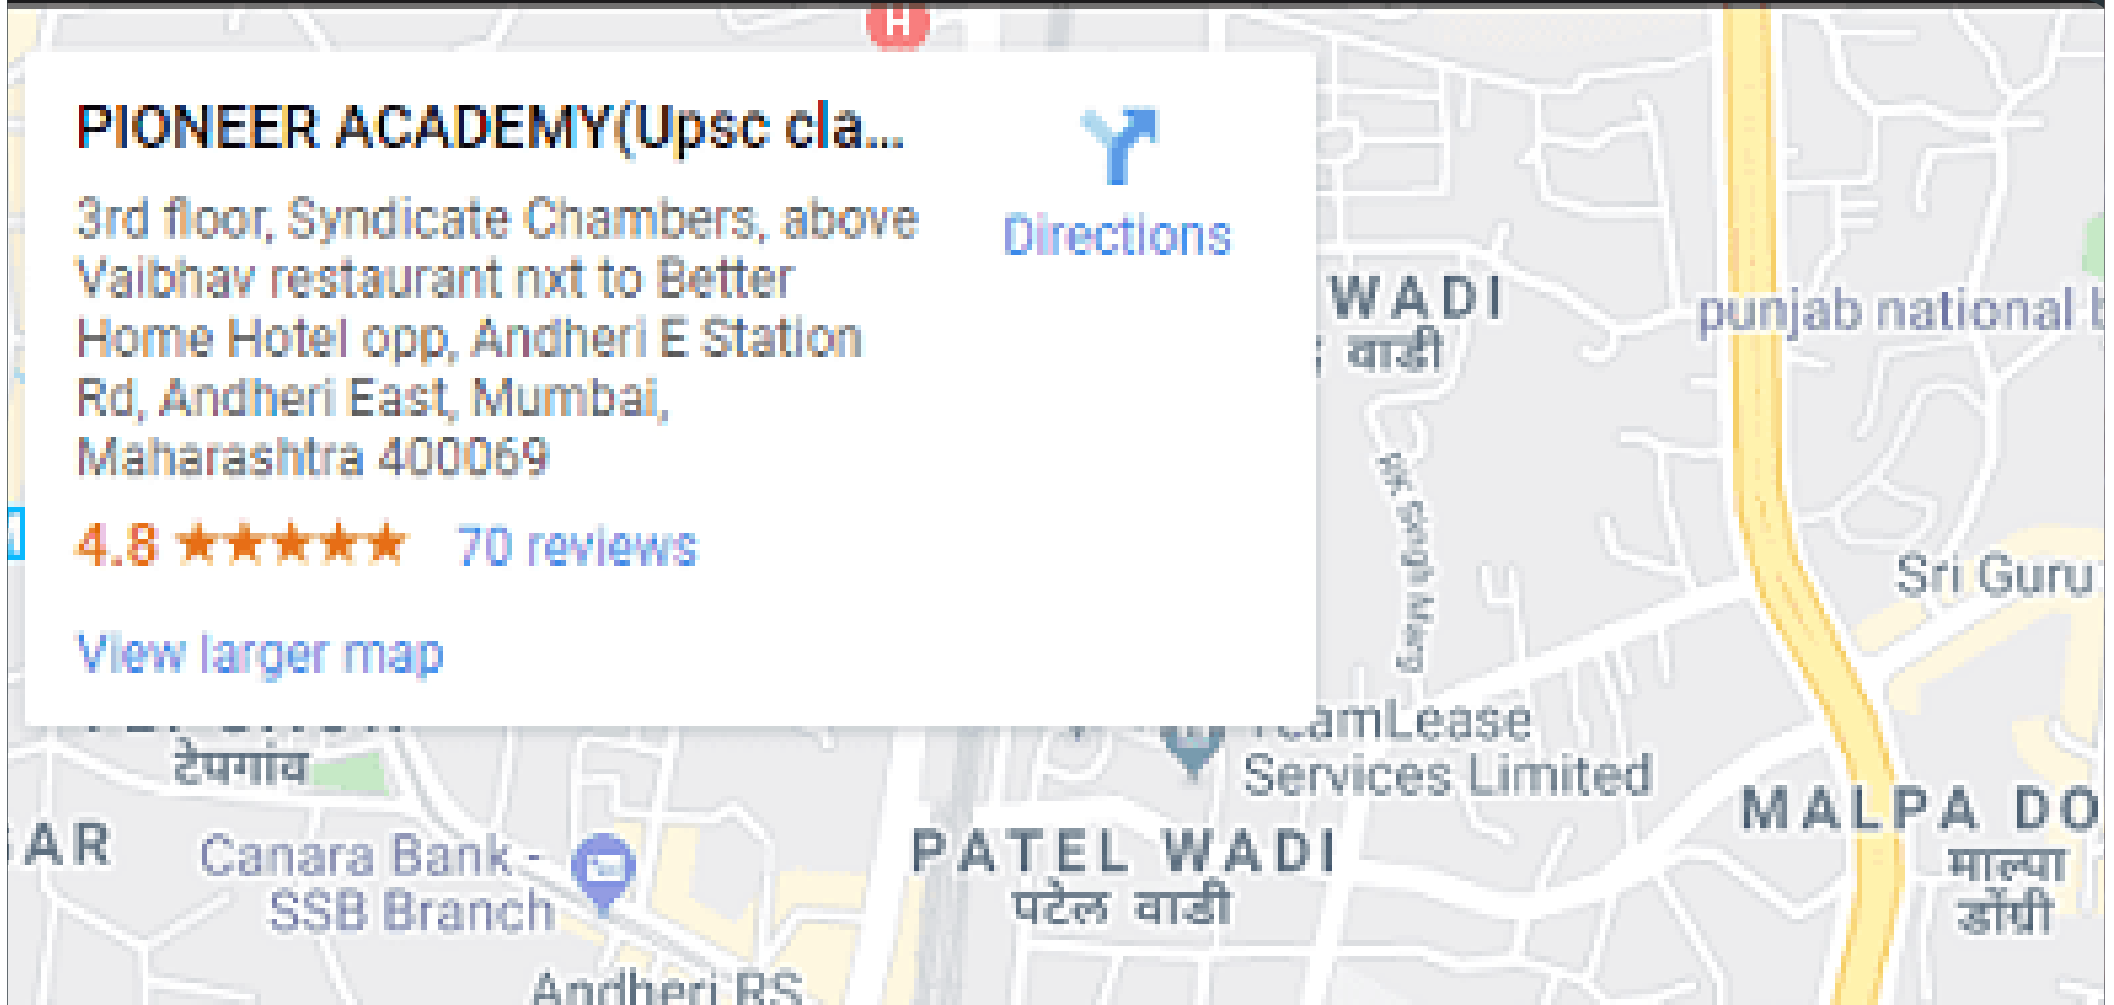 H
PIONEER ACADEMY(Upsc cla...
Directions
3rd floor, Syndicate Chambers, above
Vaibhav restaurant nxt to Better
Home Hotel opp, Andheri E Station
Rd, Andheri East, Mumbai,
Maharashtra 400069
4.8 ★★★★★ 70 reviews
View larger map
WADI
वाडी
punjab national b
Sri Guru
Marg
TeamLease
Services Limited
टेपगांव
AR
Canara Bank -
SSB Branch
PATEL WADI
पटेल वाडी
MALPA DO
माल्पा
डोंग्री
Andheri RS